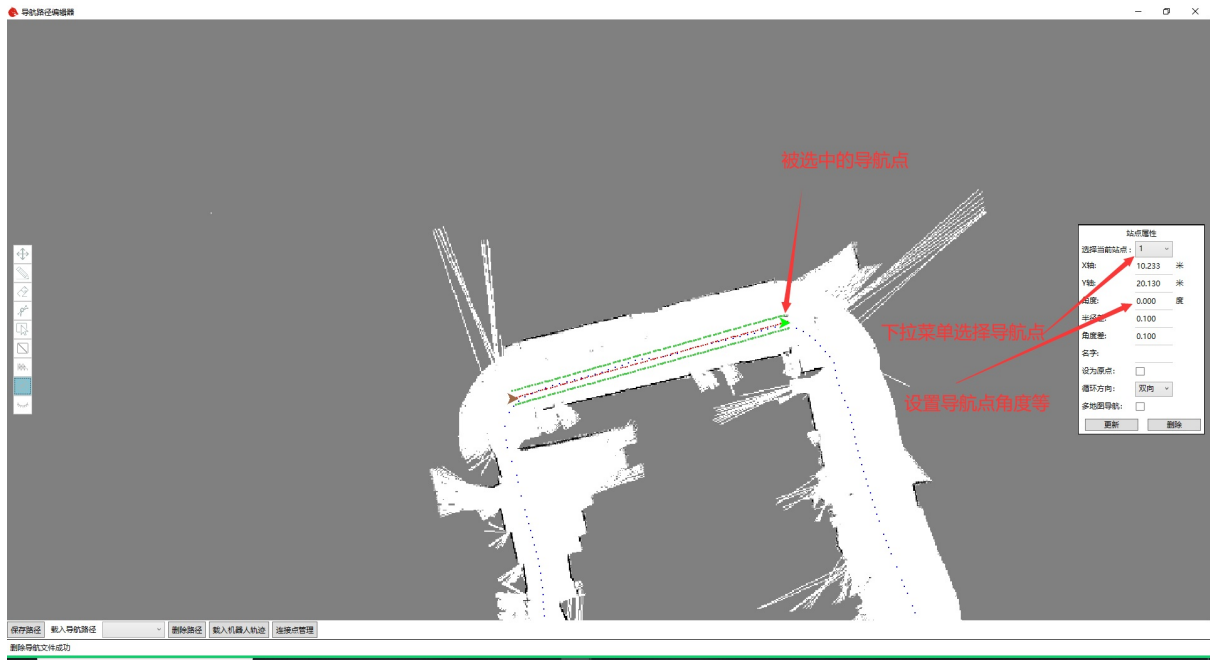 导航路径编辑器
被选中的导航点
站点属性
选择当前站点: 1
X轴: 10.233 米
Y轴: 20.130 米
角度: 0.000 度
半径差: 0.100
下拉菜单选择导航点
角度差: 0.100
名字:
设为原点:
循环方向: 双向
设置导航点角度等
多地图导航:
更新 删除
保存路径 载入导航路径 删除路径 载入机器人轨迹 连接点管理
删除导航文件成功